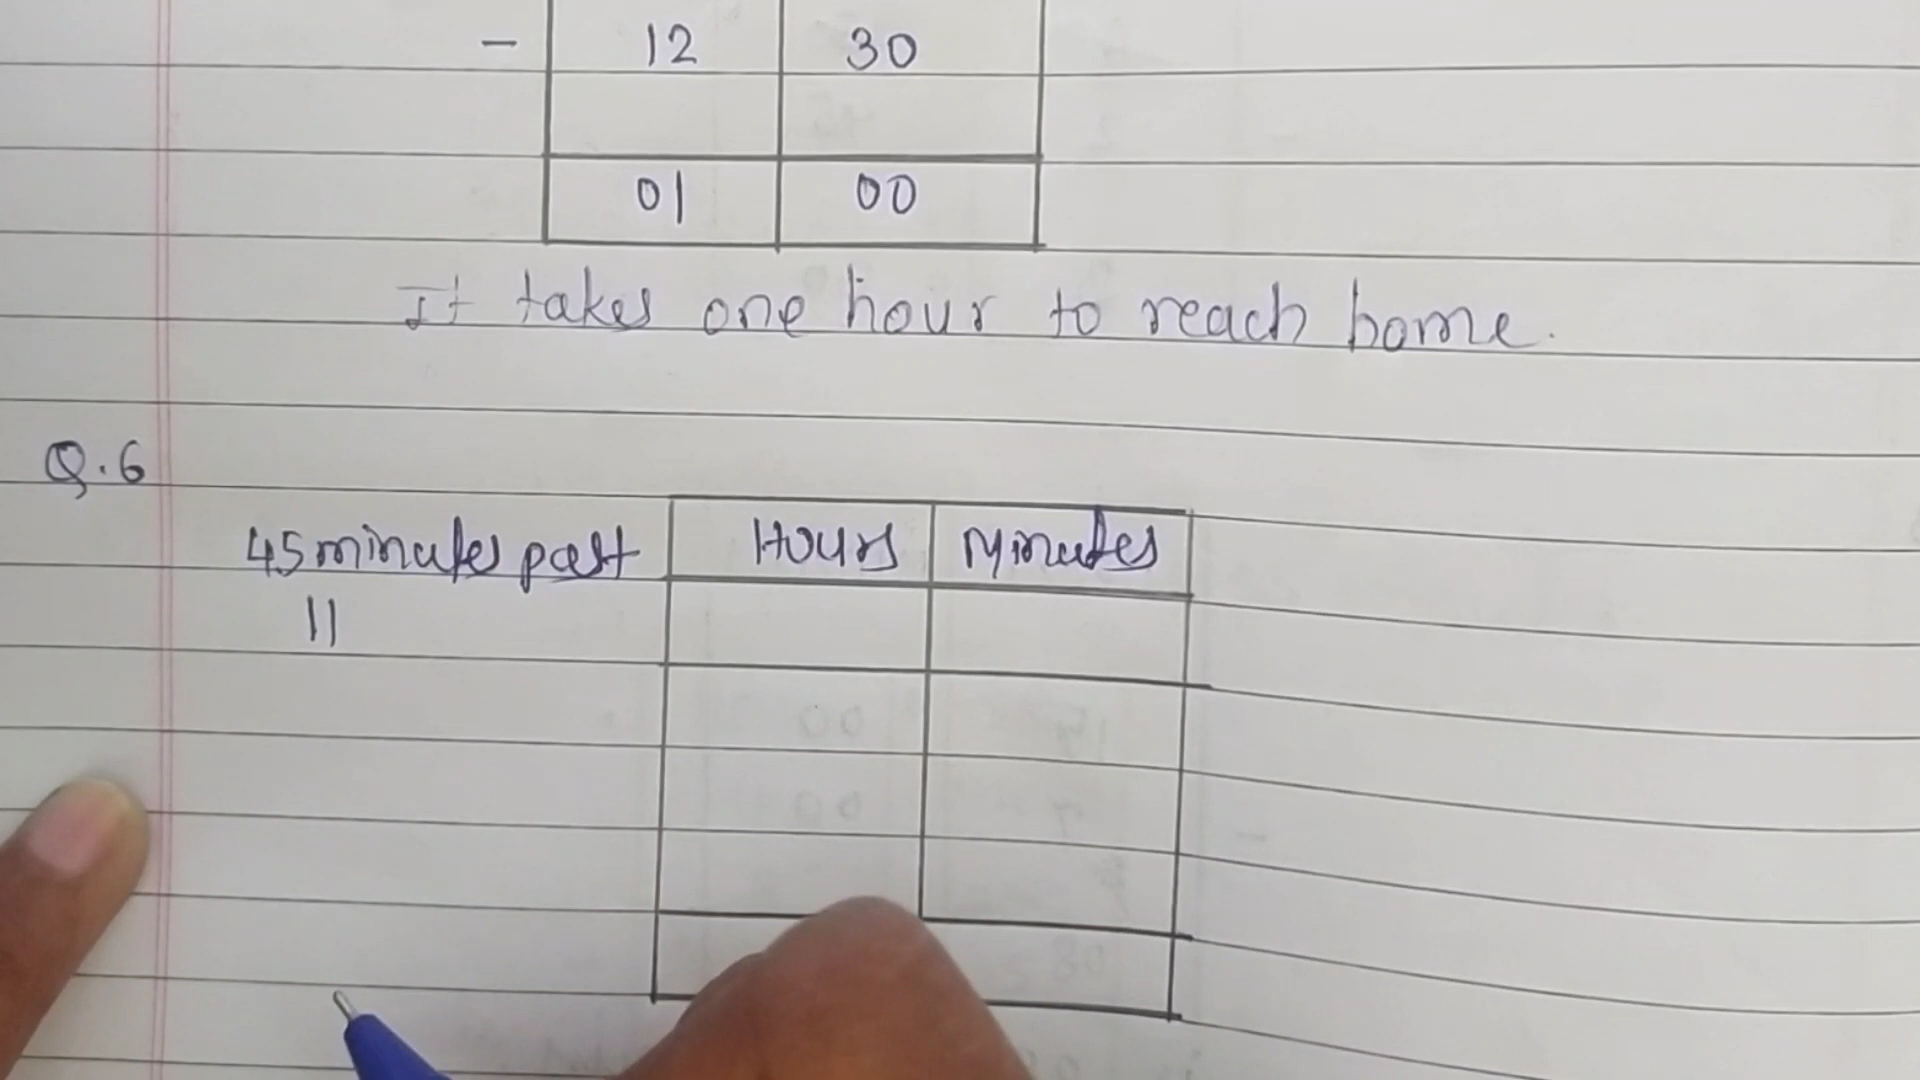 - 12 30
01 00
It takes one hour to reach home.
Q.6
45 minutes past Hours Minutes
11